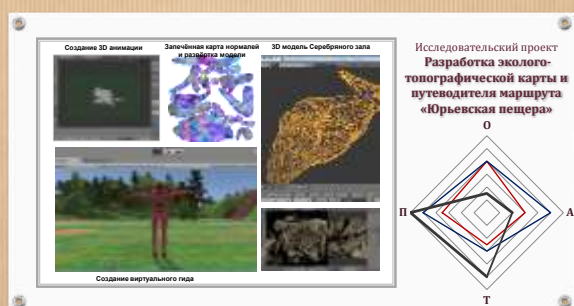 Создание 3D анимации
Запечённая карта нормалей
и развёртка модели
3D модель Серебряного зала
Создание виртуального гида
Исследовательский проект
Разработка эколого-
топографической карты и
путеводителя маршрута
«Юрьевская пещера»
О
П
А
Т